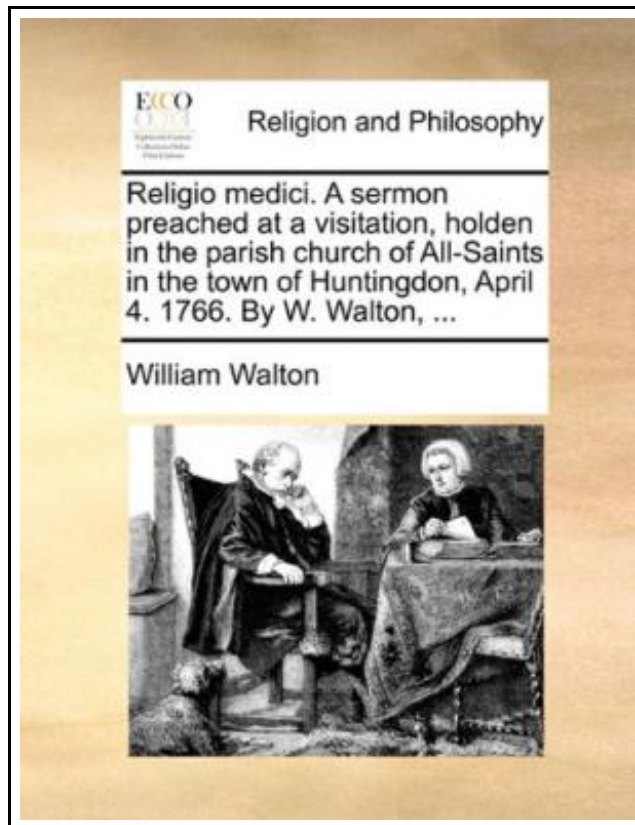 ECCO
Religion and Philosophy
Religio medici. A sermon
preached at a visitation, holden
in the parish church of All-Saints
in the town of Huntingdon, April
4. 1766. By W. Walton, ...
William Walton